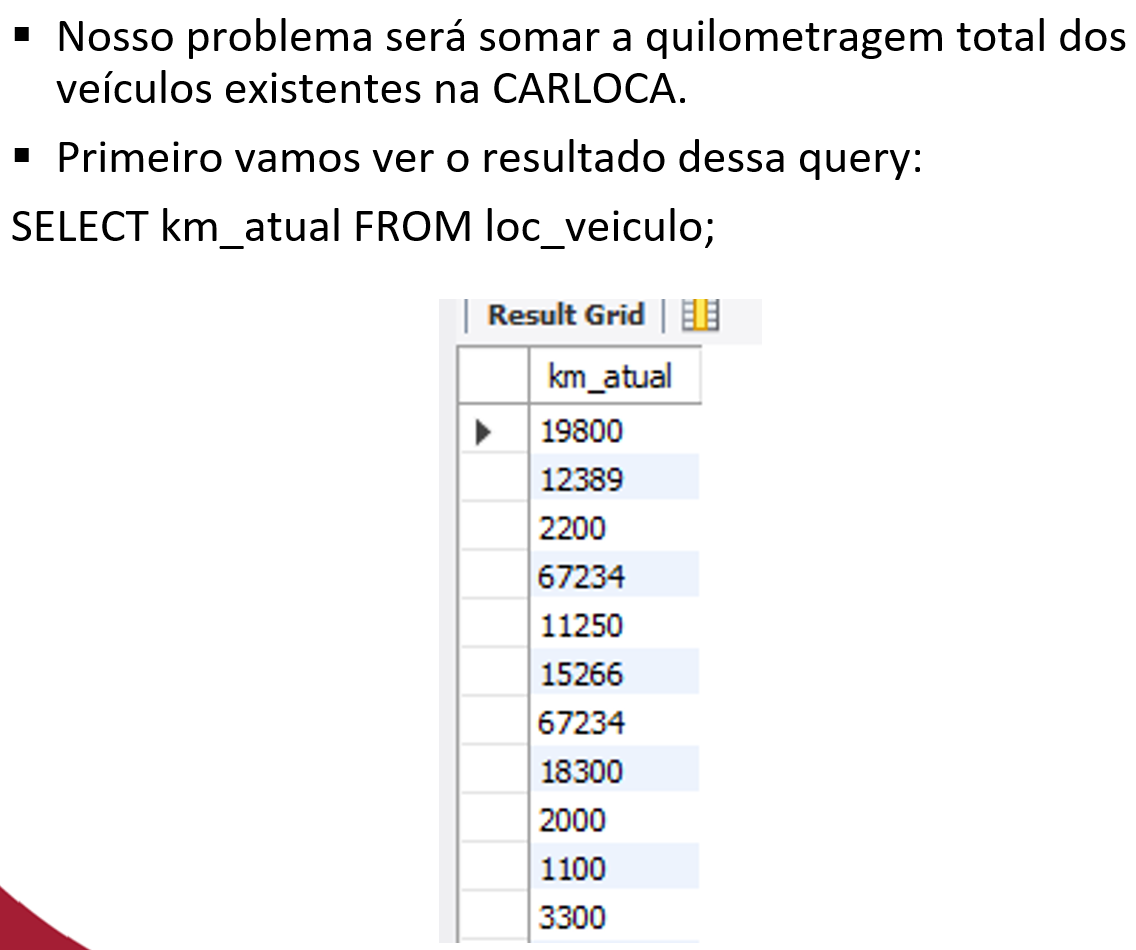 ▪ Nosso problema será somar a quilometragem total dos
veículos existentes na CARLOCA.
▪ Primeiro vamos ver o resultado dessa query:
SELECT km_atual FROM loc_veiculo;
Result Grid
km_atual
19800
12389
2200
67234
11250
15266
67234
18300
2000
1100
3300